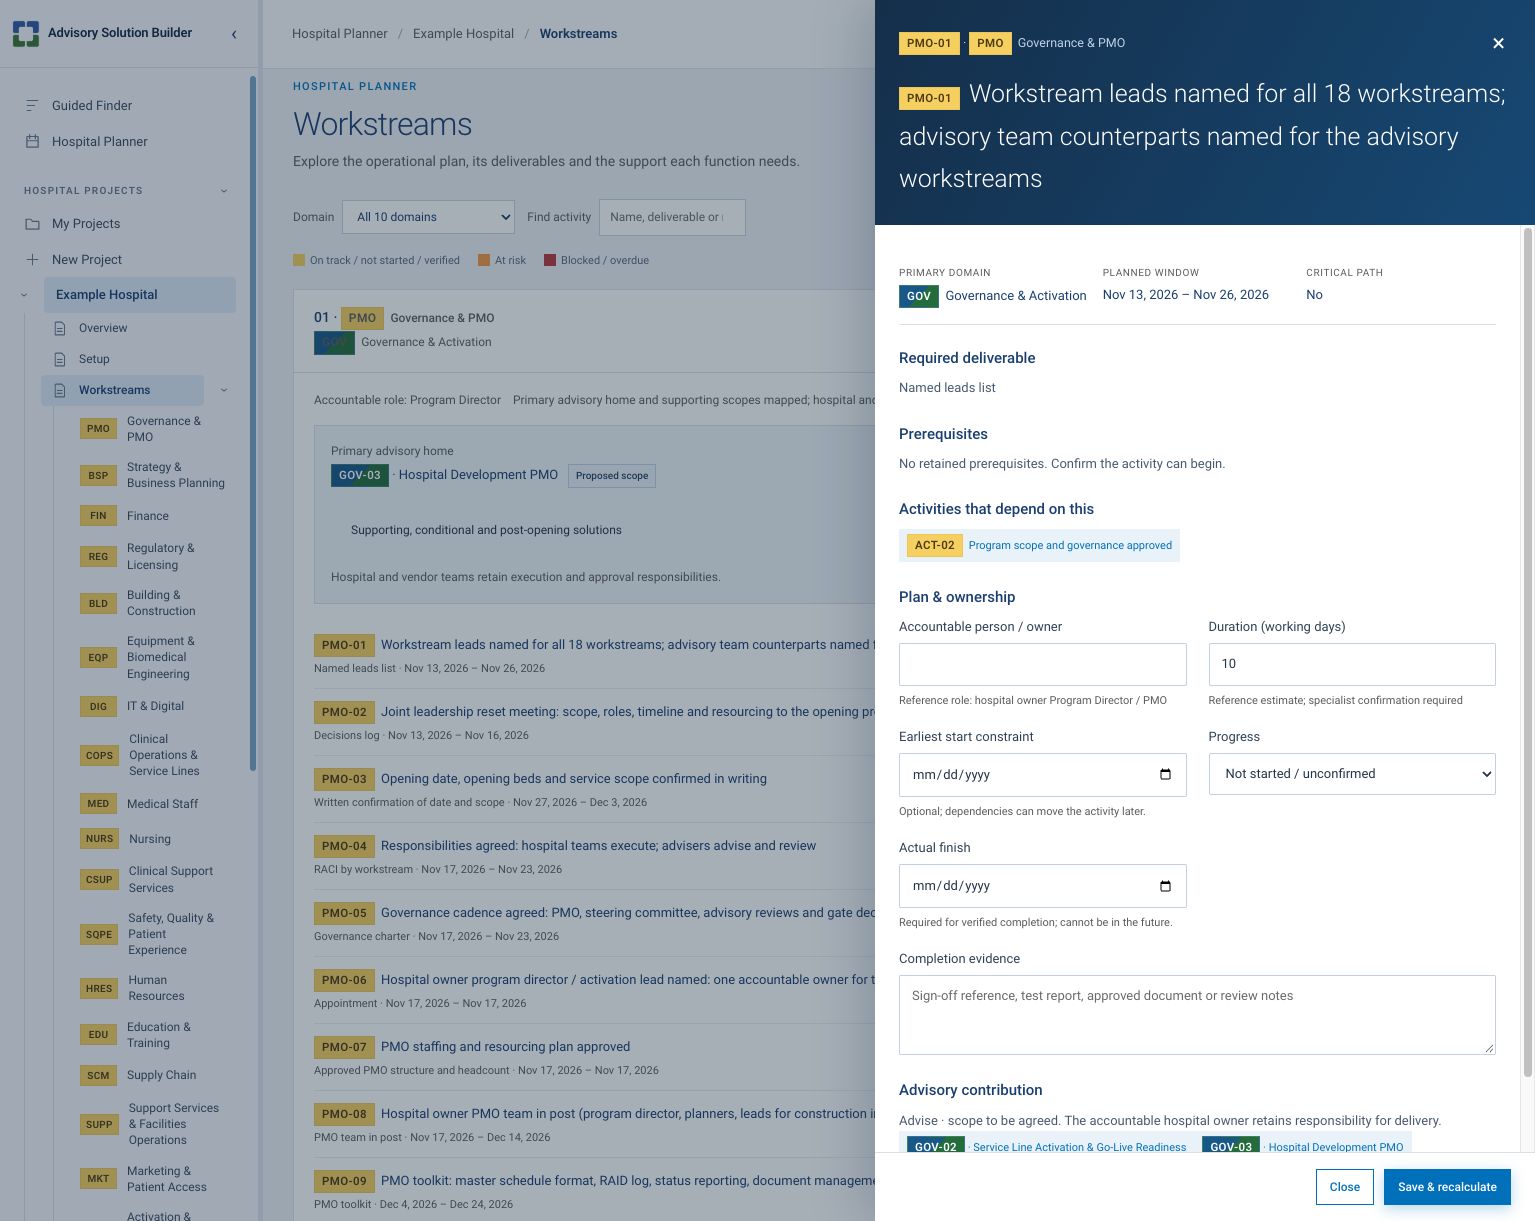 Advisory Solution Builder
Guided Finder
Hospital Planner
HOSPITAL PROJECTS
My Projects
New Project
Example Hospital
Overview
Setup
Workstreams
PMO Governance & PMO
BSP Strategy & Business Planning
FIN Finance
REG Regulatory & Licensing
BLD Building & Construction
EQP Equipment & Biomedical Engineering
DIG IT & Digital
COPS Clinical Operations & Service Lines
MED Medical Staff
NURS Nursing
CSUP Clinical Support Services
SQPE Safety, Quality & Patient Experience
HRES Human Resources
EDU Education & Training
SCM Supply Chain
SUPP Support Services & Facilities Operations
MKT Marketing & Patient Access
Activation &
Hospital Planner / Example Hospital / Workstreams
HOSPITAL PLANNER
Workstreams
Explore the operational plan, its deliverables and the support each function needs.
Domain All 10 domains Find activity Name, deliverable or
On track / not started / verified At risk Blocked / overdue
01 · PMO Governance & PMO
GOV Governance & Activation
Accountable role: Program Director Primary advisory home and supporting scopes mapped; hospital and
Primary advisory home
GOV-03 · Hospital Development PMO Proposed scope
Supporting, conditional and post-opening solutions
Hospital and vendor teams retain execution and approval responsibilities.
PMO-01 Workstream leads named for all 18 workstreams; advisory team counterparts named
Named leads list · Nov 13, 2026 – Nov 26, 2026
PMO-02 Joint leadership reset meeting: scope, roles, timeline and resourcing to the opening
Decisions log · Nov 13, 2026 – Nov 16, 2026
PMO-03 Opening date, opening beds and service scope confirmed in writing
Written confirmation of date and scope · Nov 27, 2026 – Dec 3, 2026
PMO-04 Responsibilities agreed: hospital teams execute; advisers advise and review
RACI by workstream · Nov 17, 2026 – Nov 23, 2026
PMO-05 Governance cadence agreed: PMO, steering committee, advisory reviews and gate
Governance charter · Nov 17, 2026 – Nov 23, 2026
PMO-06 Hospital owner program director / activation lead named: one accountable owner for
Appointment · Nov 17, 2026 – Nov 17, 2026
PMO-07 PMO staffing and resourcing plan approved
Approved PMO structure and headcount · Nov 17, 2026 – Nov 17, 2026
PMO-08 Hospital owner PMO team in post (program director, planners, leads for construction
PMO team in post · Nov 17, 2026 – Dec 14, 2026
PMO-09 PMO toolkit: master schedule format, RAID log, status reporting, document
PMO toolkit · Dec 4, 2026 – Dec 24, 2026
PMO-01 · PMO Governance & PMO
PMO-01 Workstream leads named for all 18 workstreams;
advisory team counterparts named for the advisory
workstreams
PRIMARY DOMAIN PLANNED WINDOW CRITICAL PATH
GOV Governance & Activation Nov 13, 2026 – Nov 26, 2026 No
Required deliverable
Named leads list
Prerequisites
No retained prerequisites. Confirm the activity can begin.
Activities that depend on this
ACT-02 Program scope and governance approved
Plan & ownership
Accountable person / owner Duration (working days)
10
Reference role: hospital owner Program Director / PMO Reference estimate; specialist confirmation required
Earliest start constraint Progress
mm/dd/yyyy Not started / unconfirmed
Optional; dependencies can move the activity later.
Actual finish
mm/dd/yyyy
Required for verified completion; cannot be in the future.
Completion evidence
Sign-off reference, test report, approved document or review notes
Advisory contribution
Advise · scope to be agreed. The accountable hospital owner retains responsibility for delivery.
GOV-02 · Service Line Activation & Go-Live Readiness GOV-03 · Hospital Development PMO
Close Save & recalculate